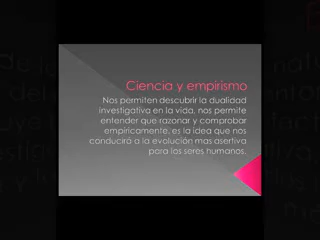 Ciencia y empirismo
Nos permiten descubrir la dualidad
investigativa en la vida, nos permite
entender que razonar y comprobar
empíricamente, es la idea que nos
conducirá a la evolución mas asertiva
para las seres humanos.